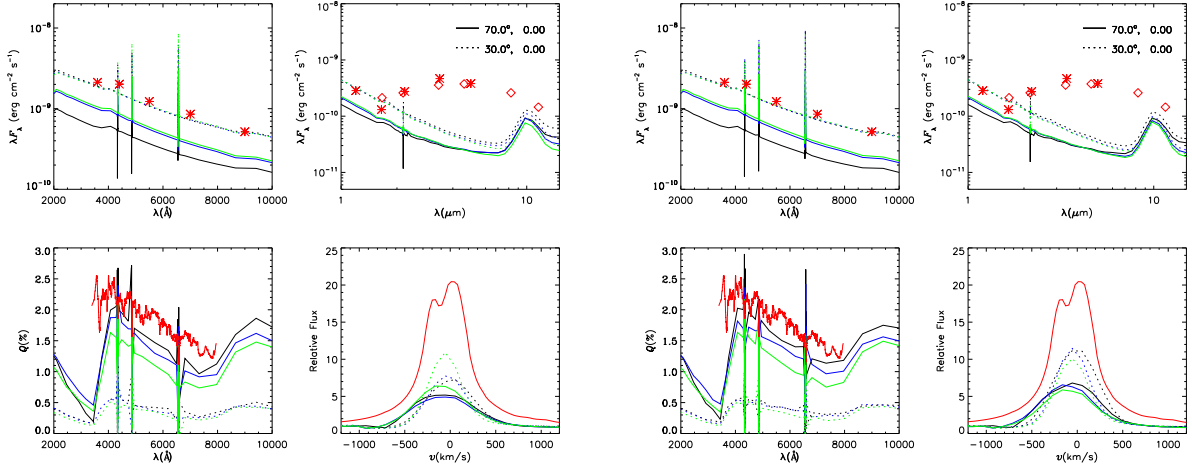 10⁻⁸
10⁻⁹
10⁻¹⁰
λF_λ (erg cm⁻² s⁻¹)
2000 4000 6000 8000 10000
λ(Å)
10⁻⁸
10⁻⁹
10⁻¹⁰
10⁻¹¹
λF_λ (erg cm⁻² s⁻¹)
70.0°, 0.00
30.0°, 0.00
1 10
λ(μm)
10⁻⁸
10⁻⁹
10⁻¹⁰
λF_λ (erg cm⁻² s⁻¹)
2000 4000 6000 8000 10000
λ(Å)
10⁻⁸
10⁻⁹
10⁻¹⁰
10⁻¹¹
λF_λ (erg cm⁻² s⁻¹)
70.0°, 0.00
30.0°, 0.00
1 10
λ(μm)
3.0
2.5
2.0
1.5
1.0
0.5
0.0
Q(%)
2000 4000 6000 8000 10000
λ(Å)
25
20
15
10
5
0
Relative Flux
−1000 −500 0 500 1000
v(km/s)
3.0
2.5
2.0
1.5
1.0
0.5
0.0
Q(%)
2000 4000 6000 8000 10000
λ(Å)
25
20
15
10
5
0
Relative Flux
−1000 −500 0 500 1000
v(km/s)